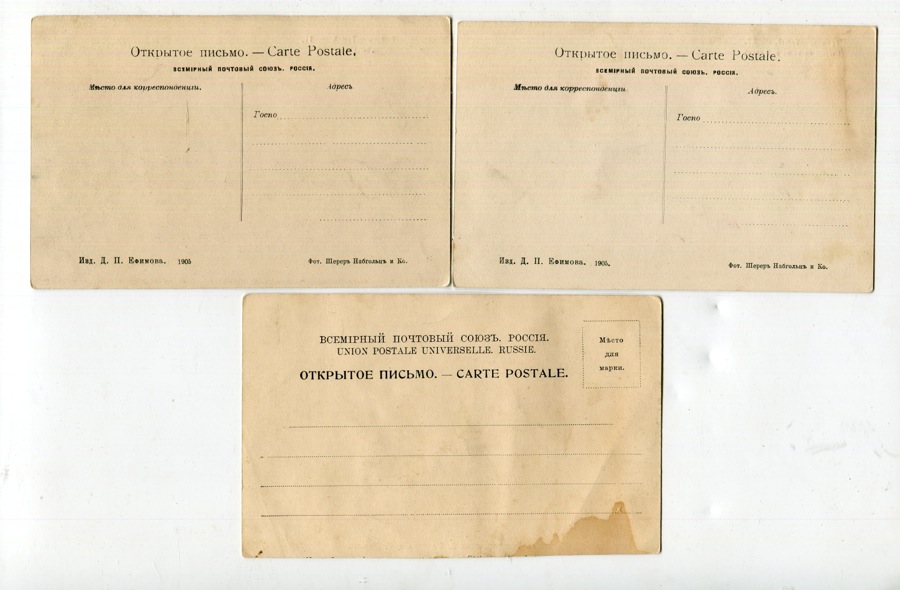 Открытое письмо. — Carte Postale.
ВСЕМІРНЫЙ ПОЧТОВЫЙ СОЮЗЪ. РОССІЯ.
Мѣсто для корреспонденціи.
Адресъ.
Госпо
Изд. Д. П. Ефимова. 1905
Фот. Шереръ Набгольцъ и Ко.
Открытое письмо. — Carte Postale.
ВСЕМІРНЫЙ ПОЧТОВЫЙ СОЮЗЪ. РОССІЯ.
Мѣсто для корреспонденціи
Адресъ.
Госпо
Изд. Д. П. Ефимова. 1905.
Фот. Шереръ Набгольцъ и Ко.
ВСЕМІРНЫЙ ПОЧТОВЫЙ СОЮЗЪ. РОССІЯ.
UNION POSTALE UNIVERSELLE. RUSSIE.
ОТКРЫТОЕ ПИСЬМО. — CARTE POSTALE.
Мѣсто
для
марки.